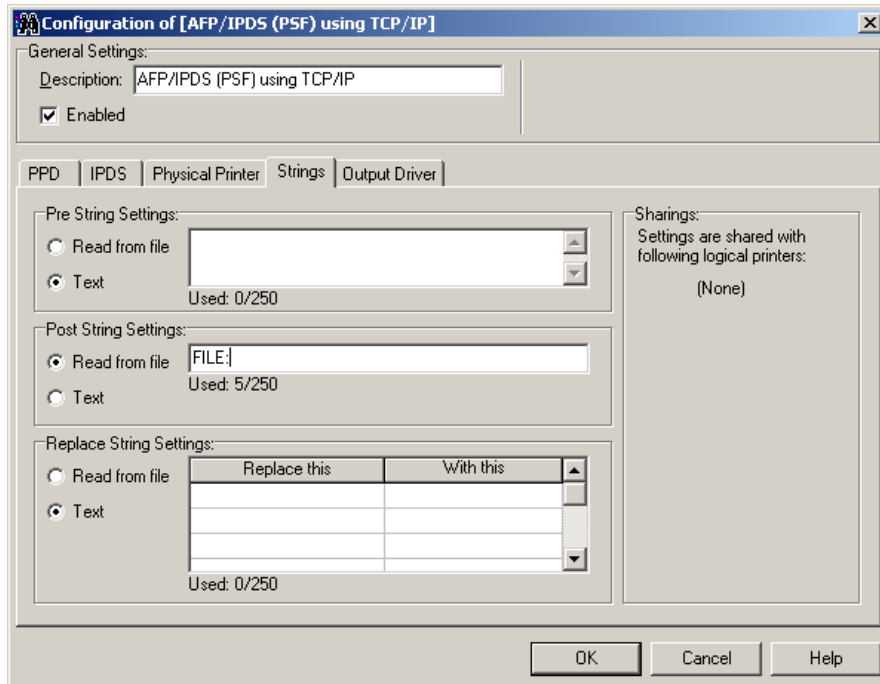 Configuration of [AFP/IPDS (PSF) using TCP/IP]
General Settings:
Description: AFP/IPDS (PSF) using TCP/IP
Enabled
PPD IPDS Physical Printer Strings Output Driver
Pre String Settings:
Read from file
Text
Used: 0/250
Post String Settings:
Read from file FILE:
Used: 5/250
Text
Replace String Settings:
Read from file
Text
Replace this With this
Used: 0/250
Sharings:
Settings are shared with
following logical printers:
(None)
OK Cancel Help